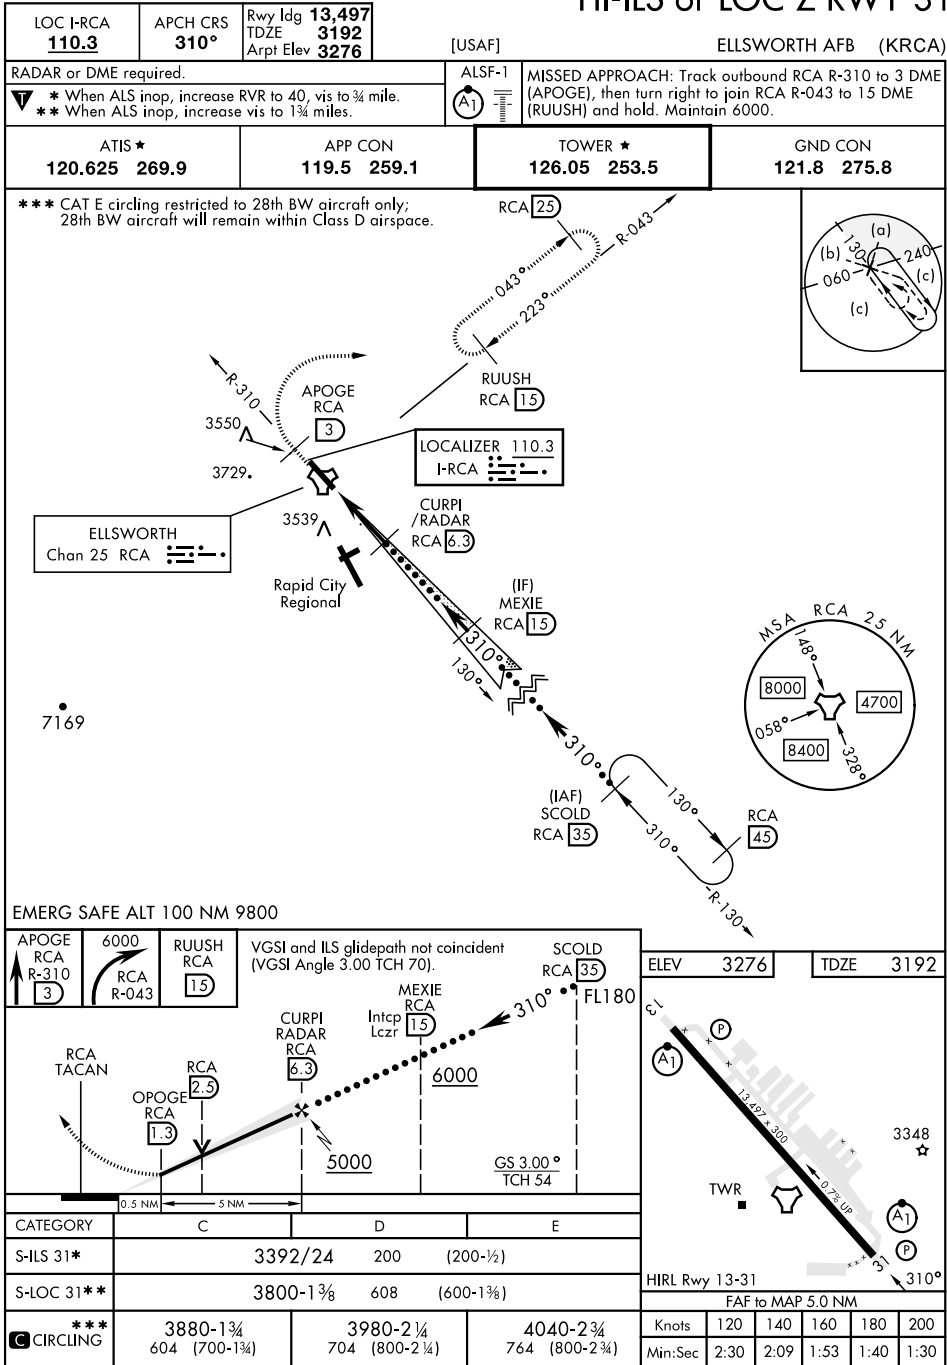 HI-ILS or LOC Z RWY 31
LOC I-RCA
110.3
APCH CRS
310°
Rwy ldg 13,497
TDZE 3192
Arpt Elev 3276
[USAF]
ELLSWORTH AFB (KRCA)
RADAR or DME required.
T
* When ALS inop, increase RVR to 40, vis to ¾ mile.
** When ALS inop, increase vis to 1¾ miles.
ALSF-1
A1
MISSED APPROACH: Track outbound RCA R-310 to 3 DME
(APOGE), then turn right to join RCA R-043 to 15 DME
(RUUSH) and hold. Maintain 6000.
ATIS ★
120.625 269.9
APP CON
119.5 259.1
TOWER ★
126.05 253.5
GND CON
121.8 275.8
*** CAT E circling restricted to 28th BW aircraft only;
28th BW aircraft will remain within Class D airspace.
RCA 25
R-043
043°
223°
RUUSH
RCA 15
(a)
130
(b)
240
060
(c)
(c)
R-310
APOGE
RCA
3
3550
3729
3539
LOCALIZER 110.3
I-RCA
ELLSWORTH
Chan 25 RCA
CURPI
/RADAR
RCA 6.3
Rapid City
Regional
(IF)
MEXIE
RCA 15
310°
130°
7169
MSA RCA 25 NM
148°
8000
4700
058°
8400
328°
310°
(IAF)
SCOLD
RCA 35
130°
310°
RCA
45
R-130
EMERG SAFE ALT 100 NM 9800
APOGE
RCA
R-310
3
6000
RCA
R-043
RUUSH
RCA
15
VGSI and ILS glidepath not coincident
(VGSI Angle 3.00 TCH 70).
SCOLD
RCA 35
310°
FL180
MEXIE
RCA
Intcp
Lczr
15
6000
CURPI
RADAR
RCA
6.3
5000
RCA
TACAN
RCA
2.5
OPOGE
RCA
1.3
GS 3.00°
TCH 54
0.5 NM
5 NM
ELEV 3276
TDZE 3192
13
P
A1
13,497 x 300
0.7% UP
3348
TWR
A1
P
31
310°
HIRL Rwy 13-31
CATEGORY C D E
S-ILS 31* 3392/24 200 (200-½)
S-LOC 31** 3800-1⅜ 608 (600-1⅜)
C CIRCLING ***
3880-1¾
604 (700-1¾)
3980-2¼
704 (800-2¼)
4040-2¾
764 (800-2¾)
FAF to MAP 5.0 NM
Knots 120 140 160 180 200
Min:Sec 2:30 2:09 1:53 1:40 1:30